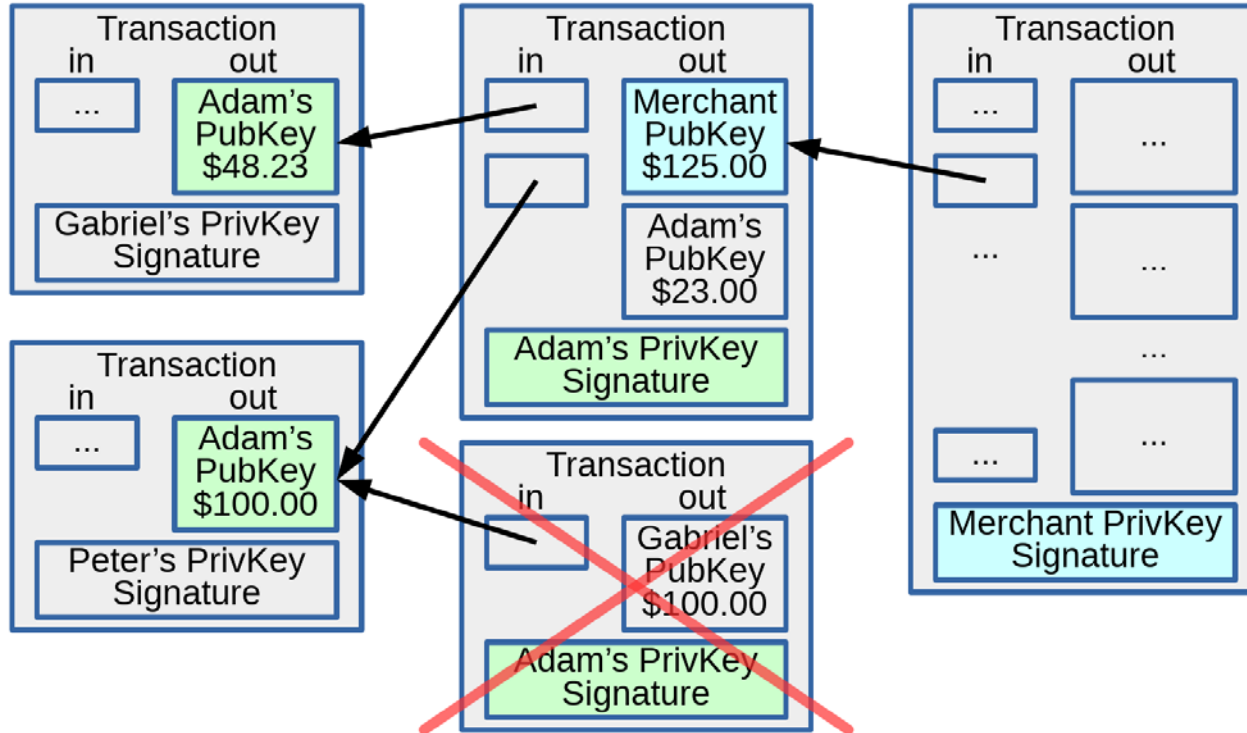 Transaction
in out
...
Adam's
PubKey
$48.23
Gabriel's PrivKey
Signature
Transaction
in out
...
Adam's
PubKey
$100.00
Peter's PrivKey
Signature
Transaction
in out
Merchant
PubKey
$125.00
Adam's
PubKey
$23.00
Adam's PrivKey
Signature
Transaction
in out
Gabriel's
PubKey
$100.00
Adam's PrivKey
Signature
Transaction
in out
...
...
...
...
...
...
...
Merchant PrivKey
Signature